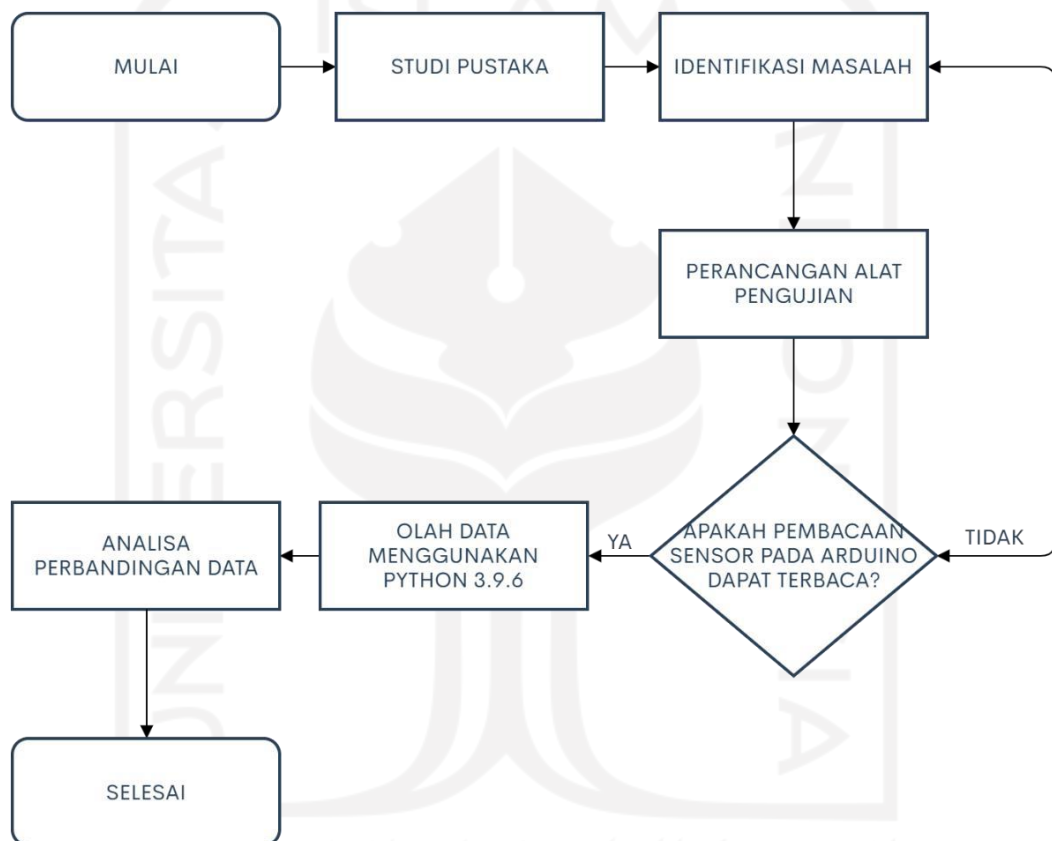 MULAI
STUDI PUSTAKA
IDENTIFIKASI MASALAH
PERANCANGAN ALAT
PENGUJIAN
APAKAH PEMBACAAN
SENSOR PADA ARDUINO
DAPAT TERBACA?
TIDAK
YA
OLAH DATA
MENGGUNAKAN
PYTHON 3.9.6
ANALISA
PERBANDINGAN DATA
SELESAI